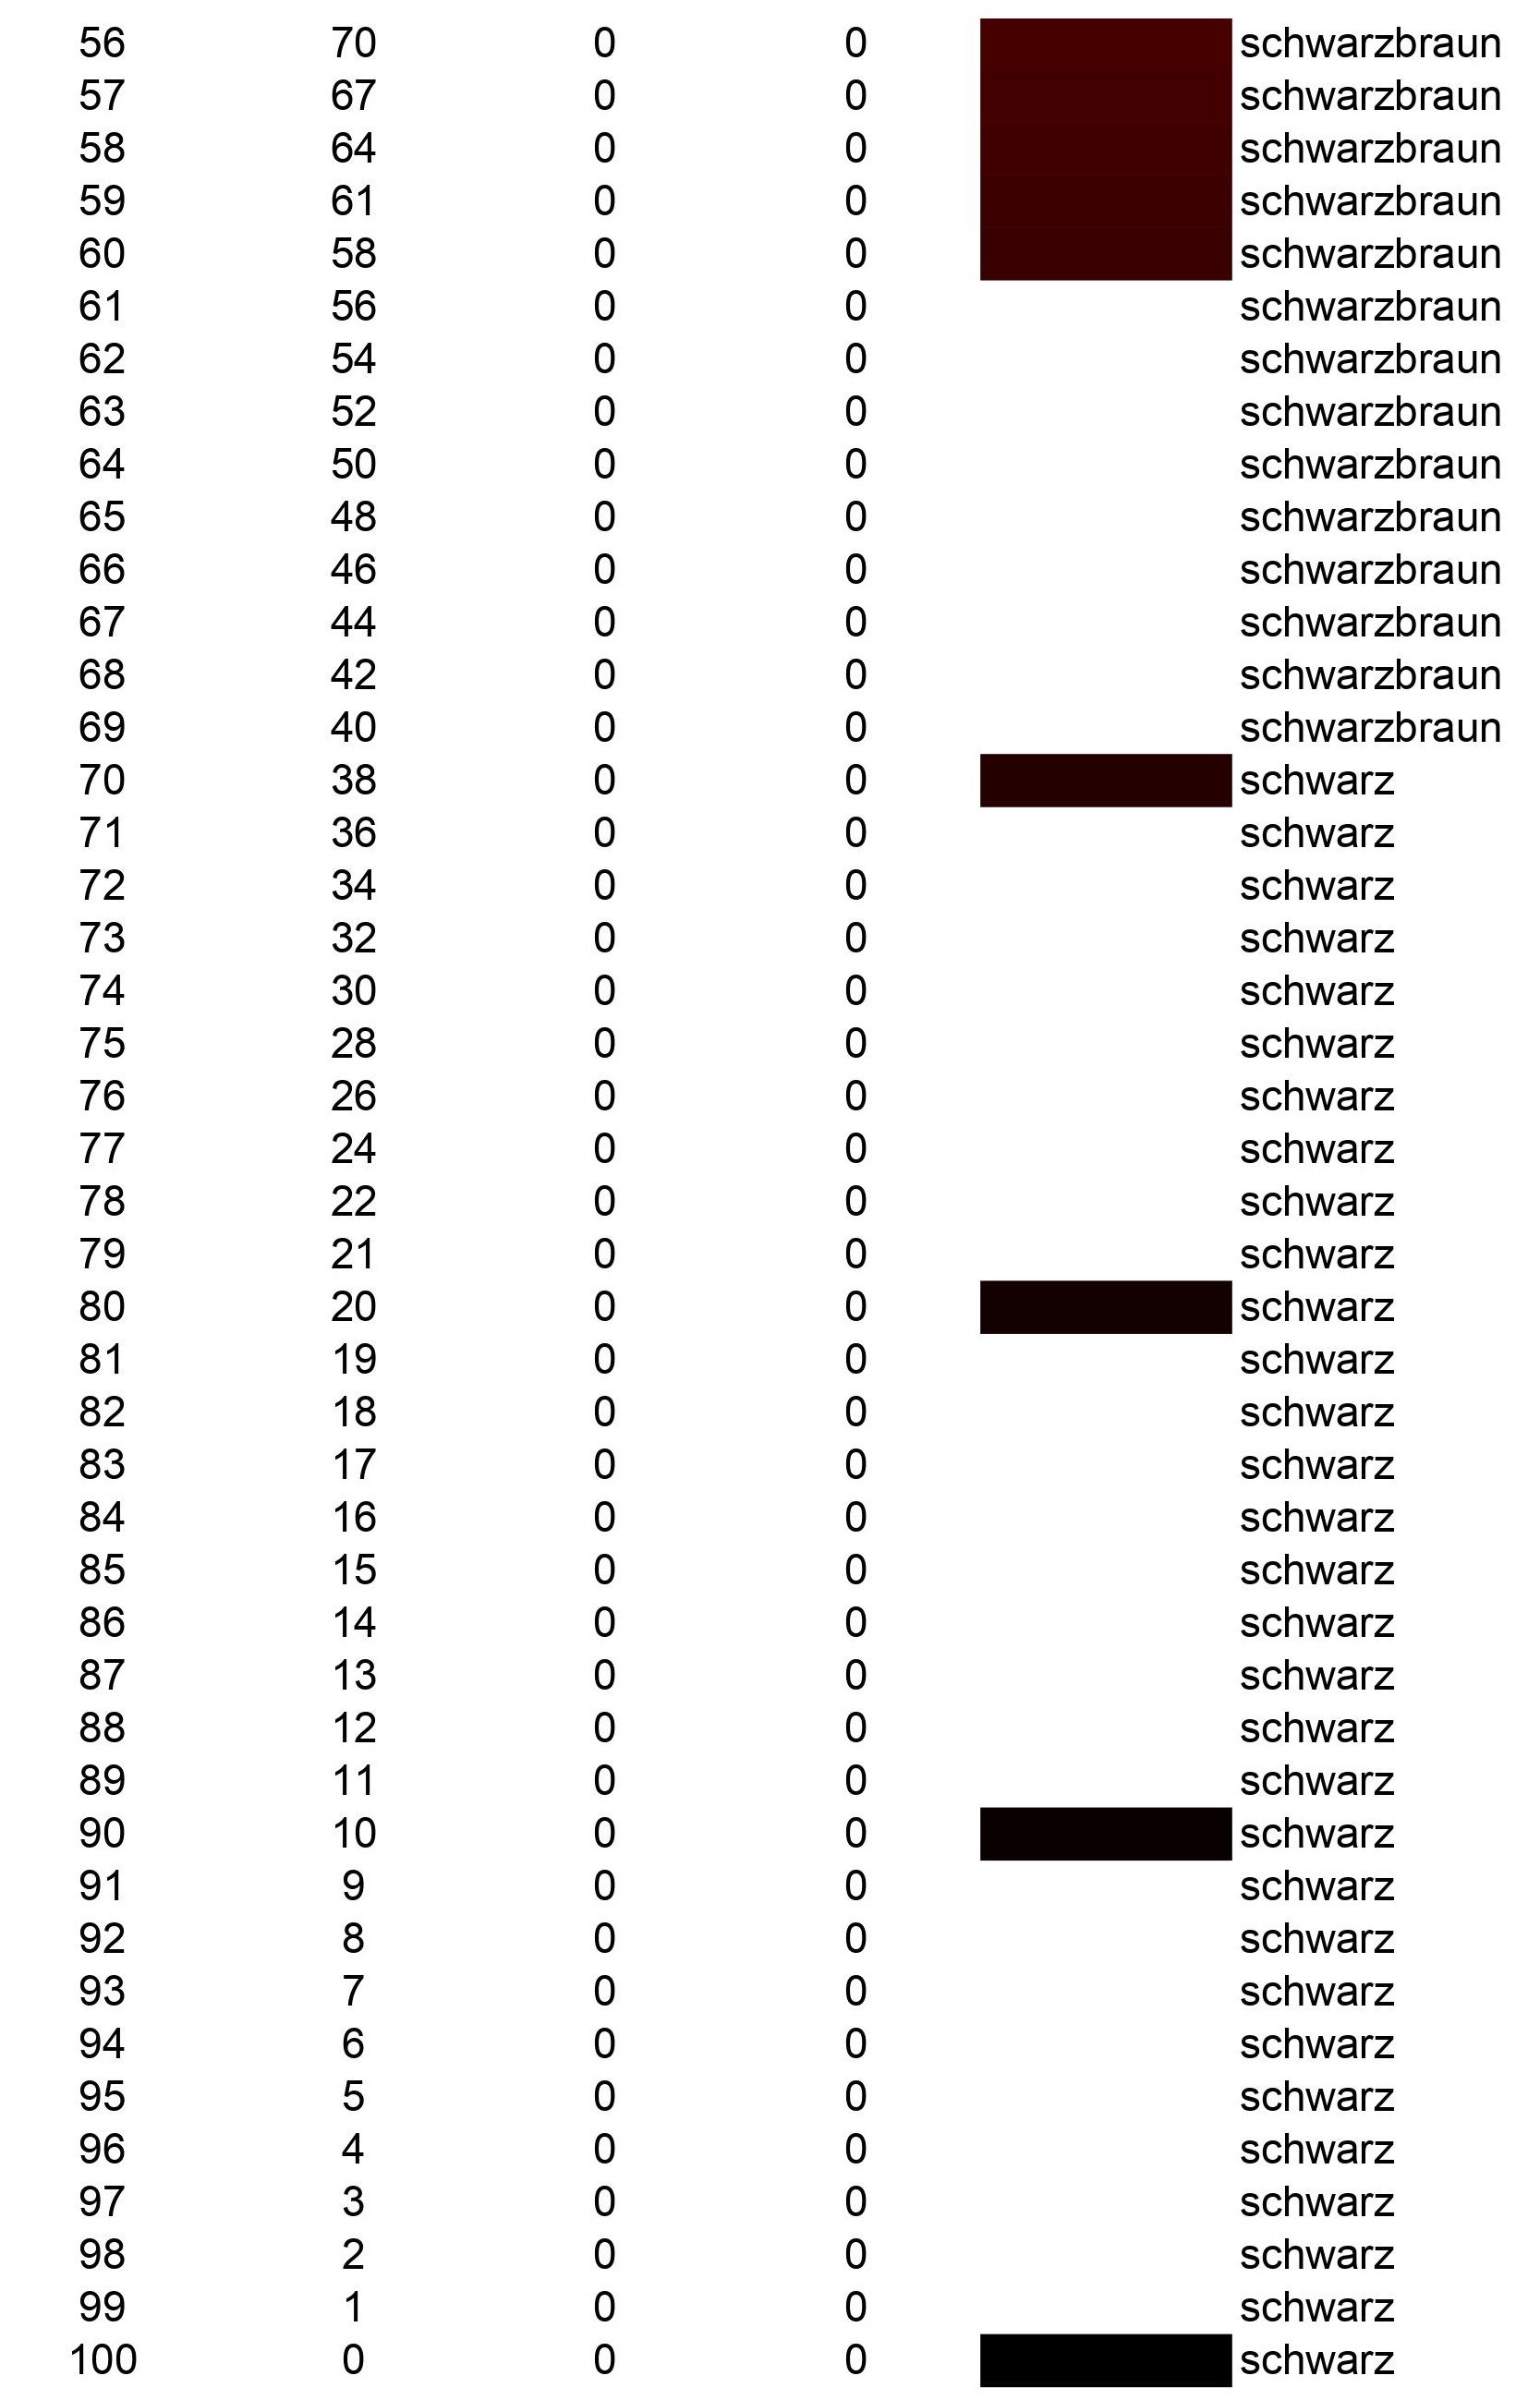 56 70 0 0 schwarzbraun
57 67 0 0 schwarzbraun
58 64 0 0 schwarzbraun
59 61 0 0 schwarzbraun
60 58 0 0 schwarzbraun
61 56 0 0 schwarzbraun
62 54 0 0 schwarzbraun
63 52 0 0 schwarzbraun
64 50 0 0 schwarzbraun
65 48 0 0 schwarzbraun
66 46 0 0 schwarzbraun
67 44 0 0 schwarzbraun
68 42 0 0 schwarzbraun
69 40 0 0 schwarzbraun
70 38 0 0 schwarz
71 36 0 0 schwarz
72 34 0 0 schwarz
73 32 0 0 schwarz
74 30 0 0 schwarz
75 28 0 0 schwarz
76 26 0 0 schwarz
77 24 0 0 schwarz
78 22 0 0 schwarz
79 21 0 0 schwarz
80 20 0 0 schwarz
81 19 0 0 schwarz
82 18 0 0 schwarz
83 17 0 0 schwarz
84 16 0 0 schwarz
85 15 0 0 schwarz
86 14 0 0 schwarz
87 13 0 0 schwarz
88 12 0 0 schwarz
89 11 0 0 schwarz
90 10 0 0 schwarz
91 9 0 0 schwarz
92 8 0 0 schwarz
93 7 0 0 schwarz
94 6 0 0 schwarz
95 5 0 0 schwarz
96 4 0 0 schwarz
97 3 0 0 schwarz
98 2 0 0 schwarz
99 1 0 0 schwarz
100 0 0 0 schwarz